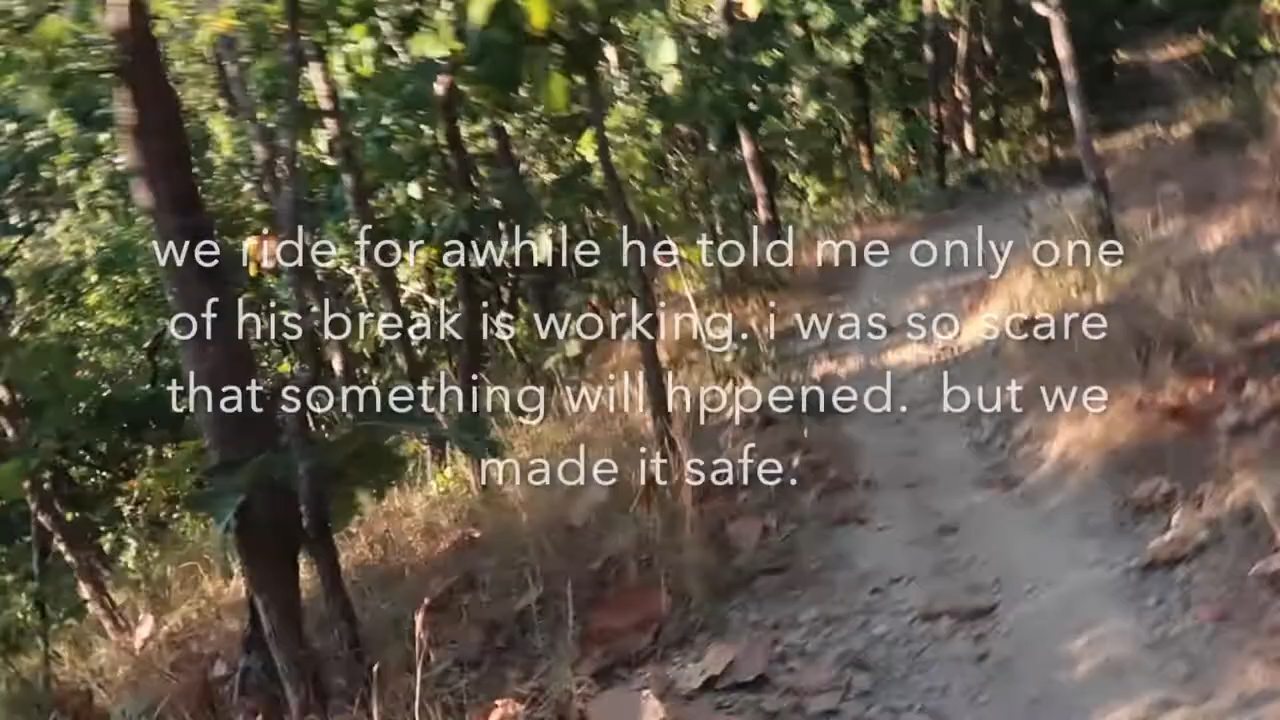 we ride for awhile he told me only one
of his break is working. i was so scare
that something will hppened.  but we
made it safe.